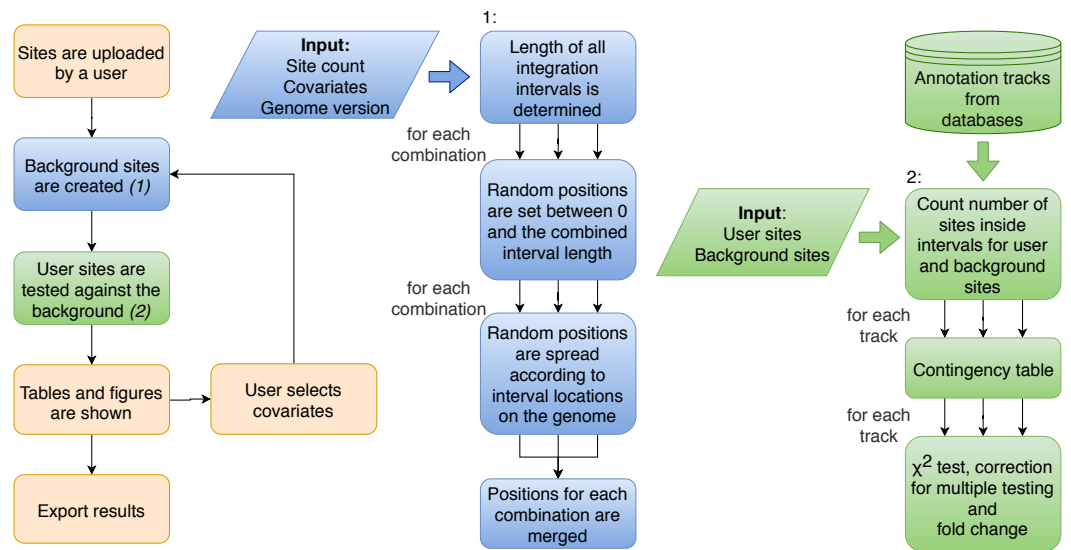 Sites are uploaded
by a user
Background sites
are created (1)
User sites are
tested against the
background (2)
Tables and figures
are shown
User selects
covariates
Export results
1:
Input:
Site count
Covariates
Genome version
Length of all
integration
intervals is
determined
for each
combination
Random positions
are set between 0
and the combined
interval length
for each
combination
Random positions
are spread
according to
interval locations
on the genome
Positions for each
combination are
merged
Annotation tracks
from
databases
2:
Input:
User sites
Background sites
Count number of
sites inside
intervals for user
and background
sites
for each
track
Contingency table
for each
track
χ² test, correction
for multiple testing
and
fold change